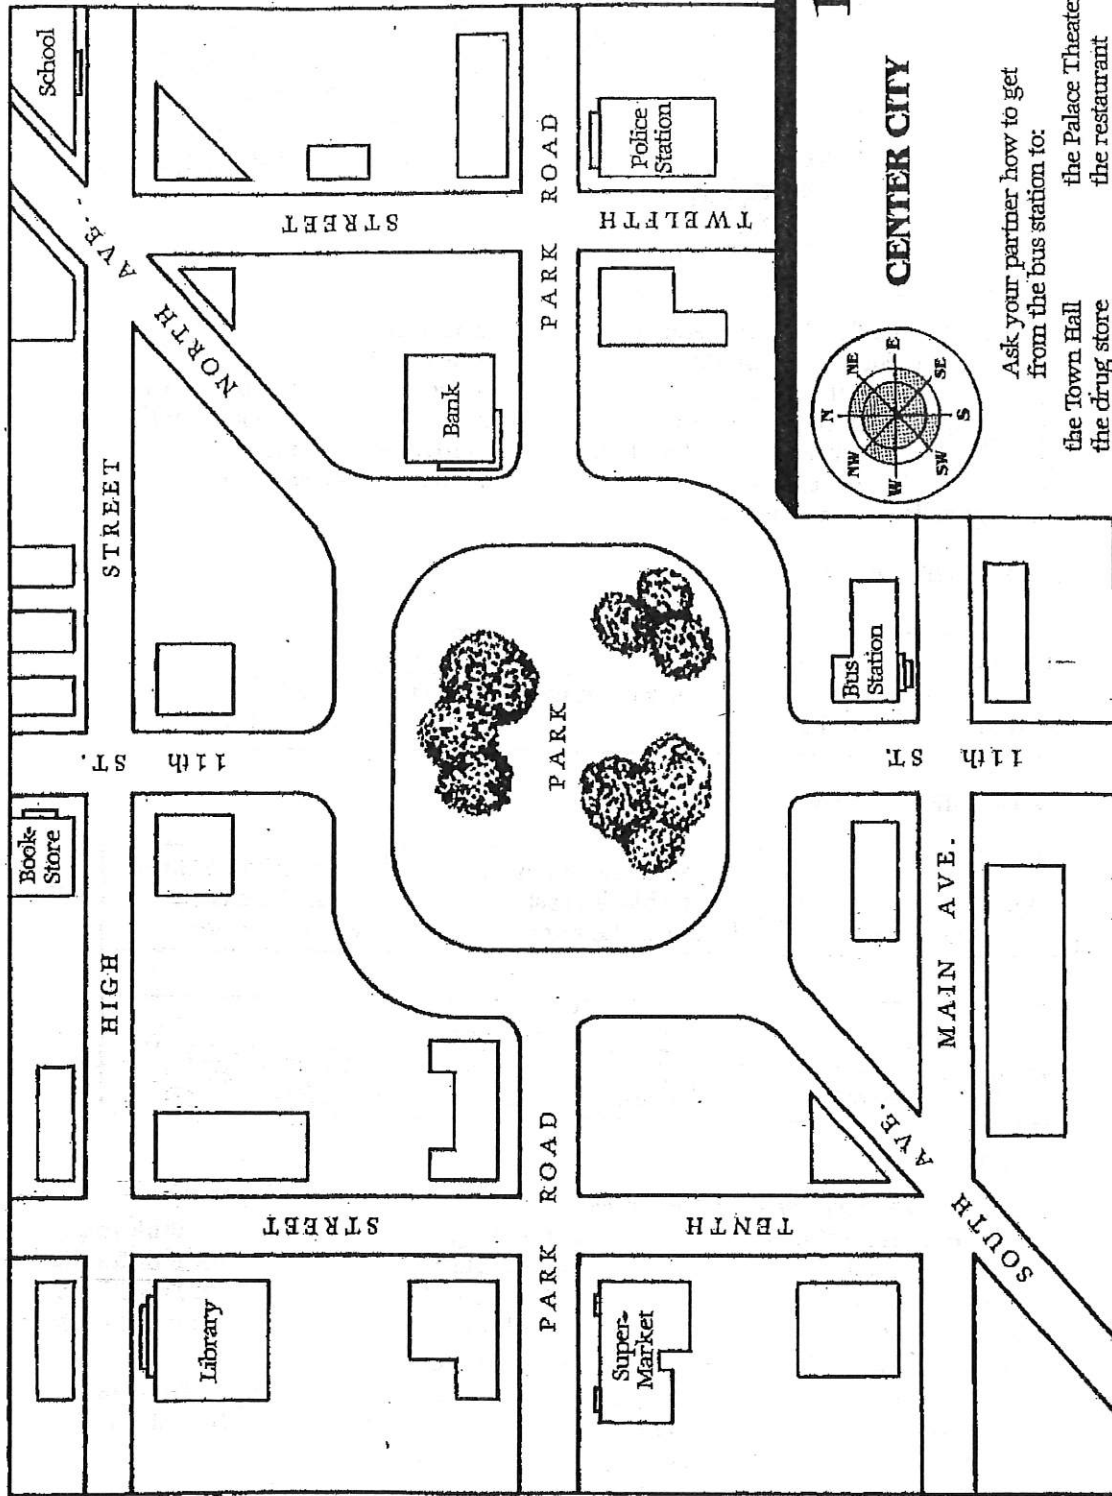 Book-
Store
School
HIGH
STREET
NORTH AVE.
11th ST.
Library
STREET
STREET
Bank
PARK ROAD
PARK
PARK ROAD
TENTH
TWELFTH
Super-
Market
Police
Station
Bus
Station
11th ST.
MAIN AVE.
SOUTH AVE.
N
NE
E
SE
S
SW
W
NW
CENTER CITY
Ask your partner how to get
from the bus station to:
the Town Hall the Palace Theater
the drug store the restaurant